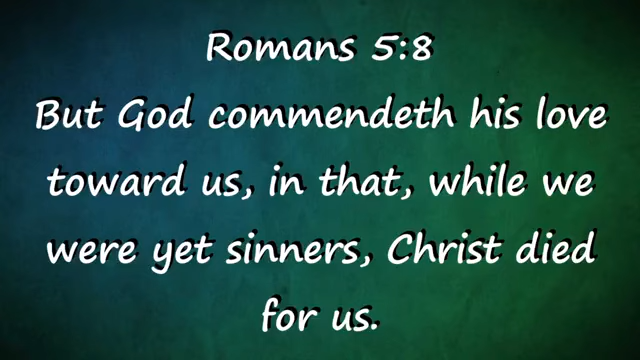 Romans 5:8
But God commendeth his love
toward us, in that, while we
were yet sinners, Christ died
for us.